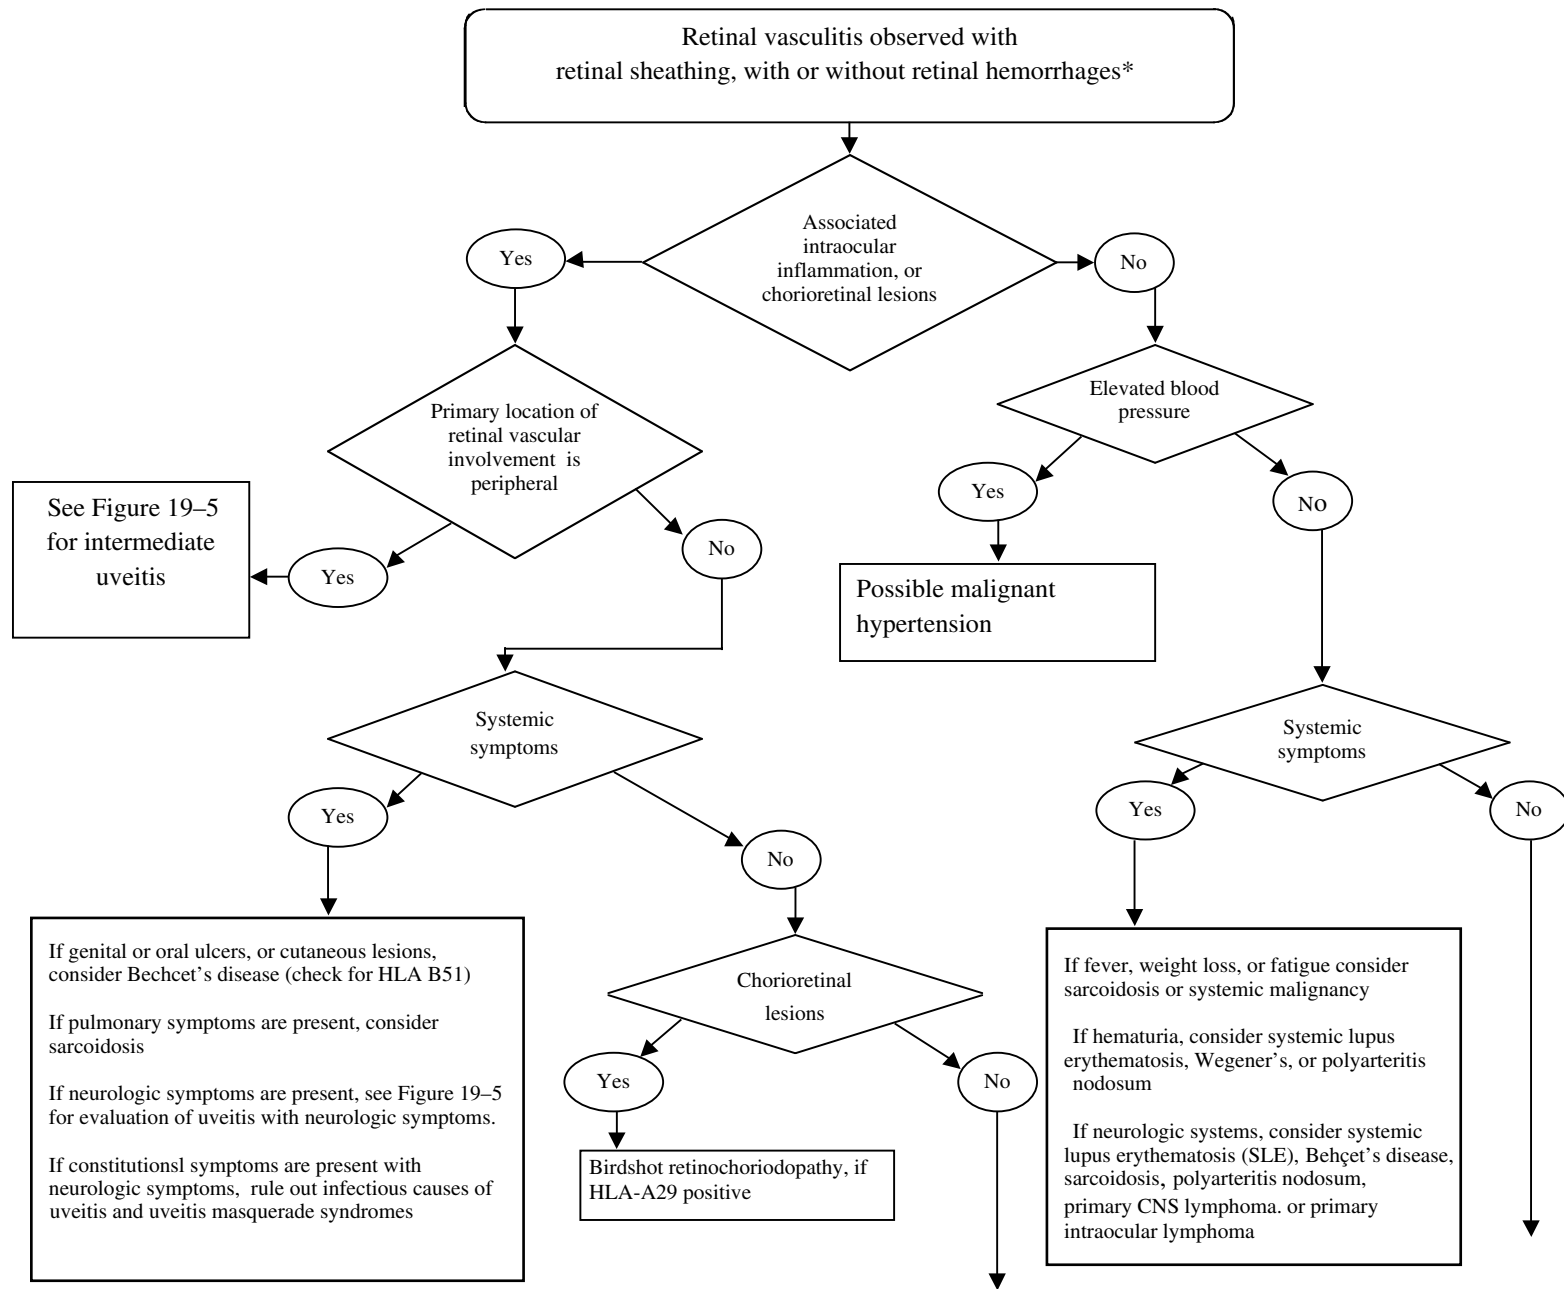 Retinal vasculitis observed with
retinal sheathing, with or without retinal hemorrhages*
Associated
intraocular
inflammation, or
chorioretinal lesions
Yes
No
Primary location of
retinal vascular
involvement is
peripheral
Elevated blood
pressure
See Figure 19–5
for intermediate
uveitis
Yes
No
Yes
No
Possible malignant
hypertension
Systemic
symptoms
Systemic
symptoms
Yes
No
Yes
No
If genital or oral ulcers, or cutaneous lesions,
consider Bechcet's disease (check for HLA B51)
If pulmonary symptoms are present, consider
sarcoidosis
If neurologic symptoms are present, see Figure 19–5
for evaluation of uveitis with neurologic symptoms.
If constitutionsl symptoms are present with
neurologic symptoms, rule out infectious causes of
uveitis and uveitis masquerade syndromes
Chorioretinal
lesions
Yes
No
Birdshot retinochoriodopathy, if
HLA-A29 positive
If fever, weight loss, or fatigue consider
sarcoidosis or systemic malignancy
If hematuria, consider systemic lupus
erythematosis, Wegener's, or polyarteritis
nodosum
If neurologic systems, consider systemic
lupus erythematosis (SLE), Behçet's disease,
sarcoidosis, polyarteritis nodosum,
primary CNS lymphoma. or primary
intraocular lymphoma